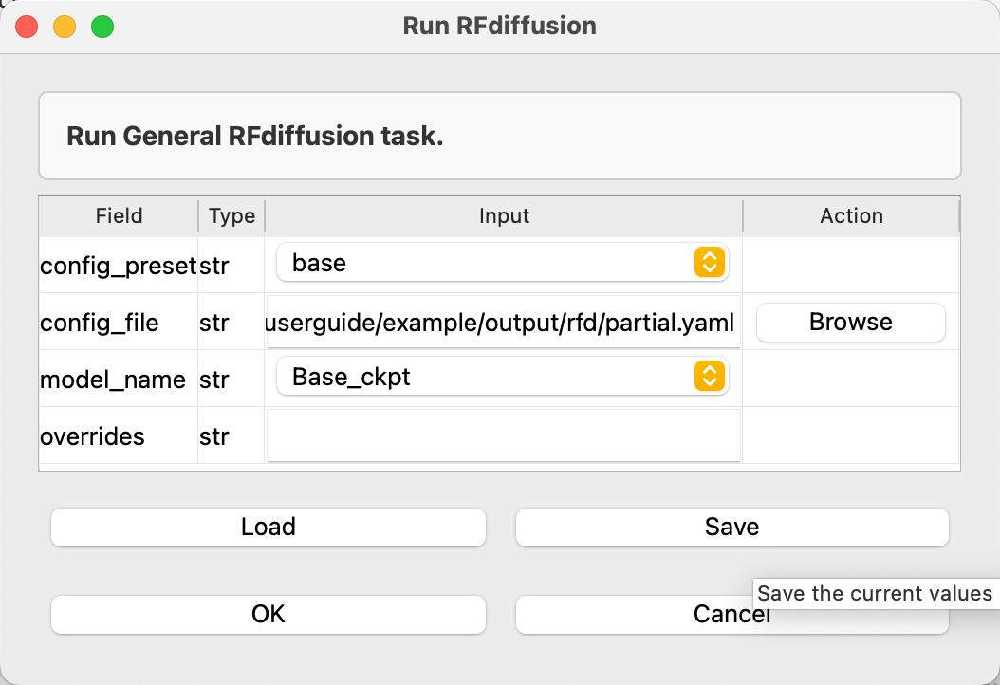 Run RFdiffusion
Run General RFdiffusion task.
Field Type Input Action
config_preset str base
config_file str userguide/example/output/rfd/partial.yaml Browse
model_name str Base_ckpt
overrides str
Load Save
Save the current values
OK Cancel